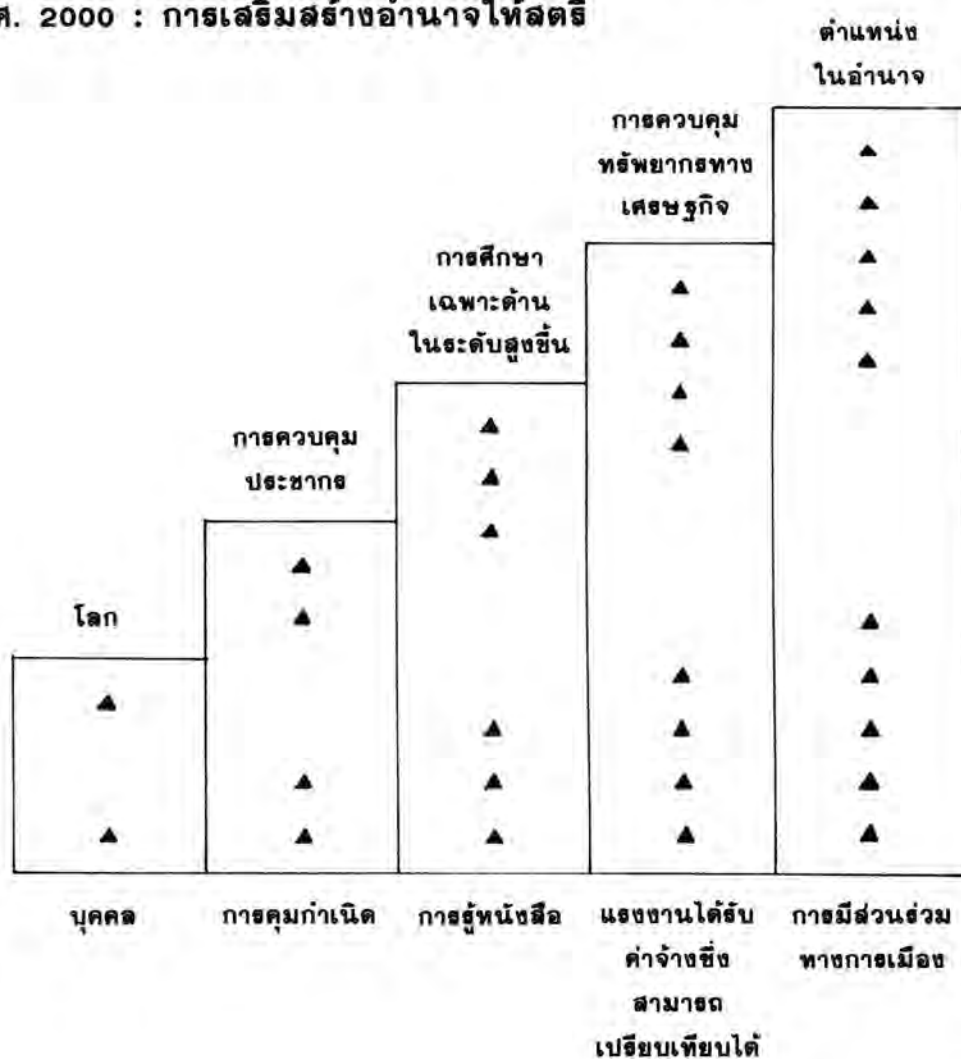 ศ. 2000 : การเสริมสร้างอำนาจให้สตรี
ตำแหน่ง
ในอำนาจ
การควบคุม
ทรัพยากรทาง
เศรษฐกิจ
การศึกษา
เฉพาะด้าน
ในระดับสูงขึ้น
การควบคุม
ประชากร
โลก
บุคคล
การคุมกำเนิด
การรู้หนังสือ
แรงงานได้รับ
ค่าจ้างซึ่ง
สามารถ
เปรียบเทียบได้
การมีส่วนร่วม
ทางการเมือง